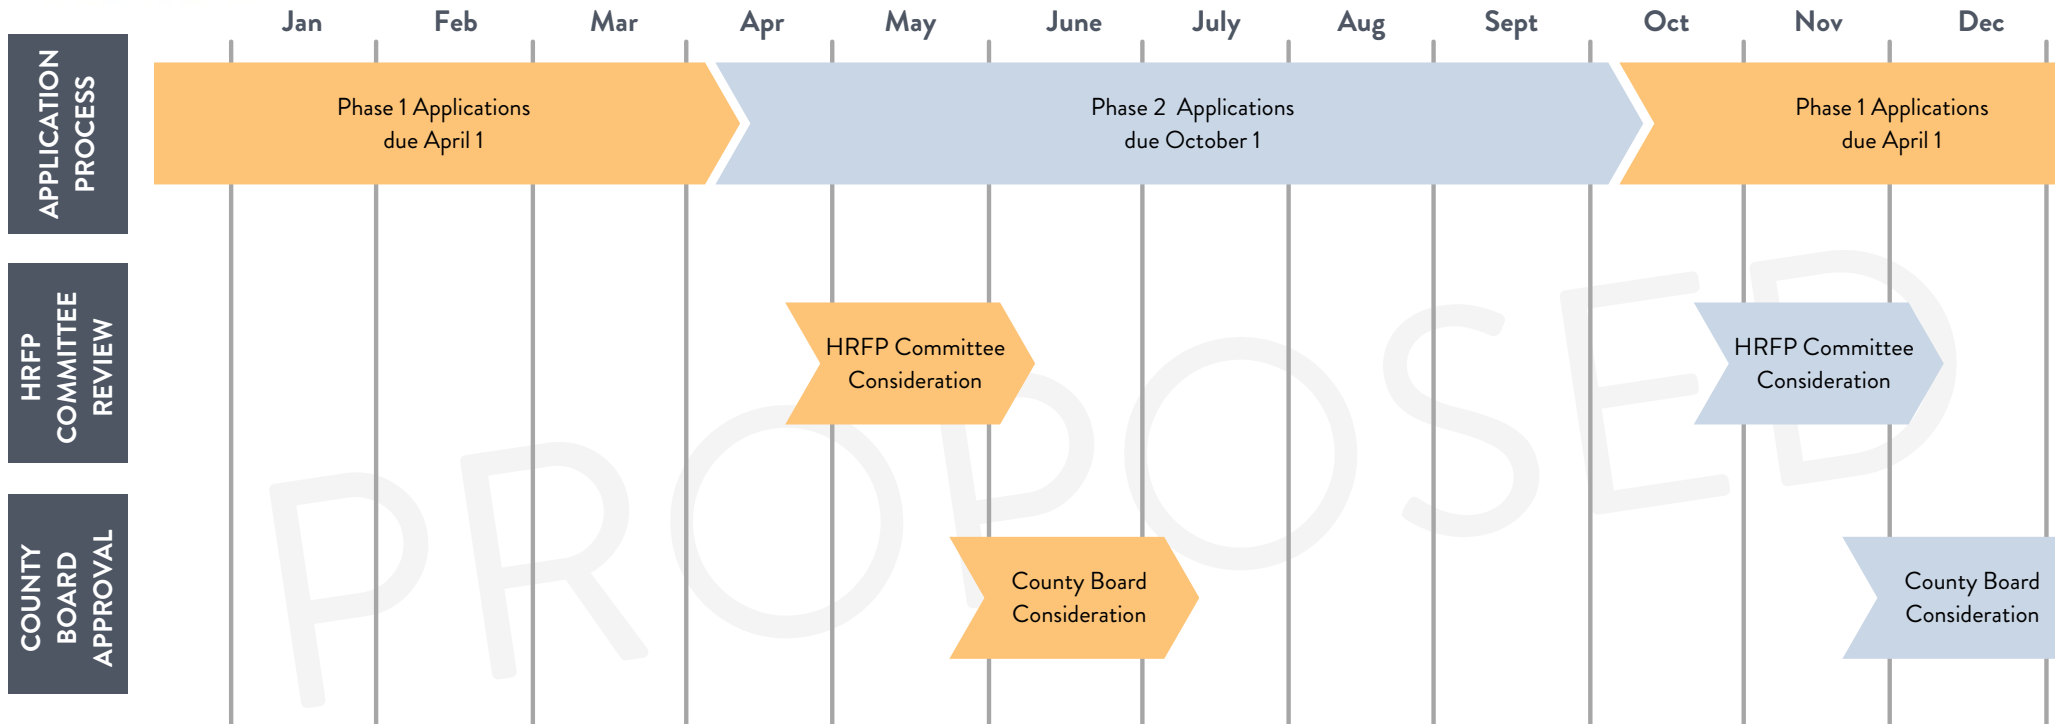 Jan Feb Mar Apr May June July Aug Sept Oct Nov Dec
APPLICATION
PROCESS
Phase 1 Applications
due April 1
Phase 2 Applications
due October 1
Phase 1 Applications
due April 1
HRFP
COMMITTEE
REVIEW
HRFP Committee
Consideration
HRFP Committee
Consideration
COUNTY
BOARD
APPROVAL
County Board
Consideration
County Board
Consideration
PROPOSED